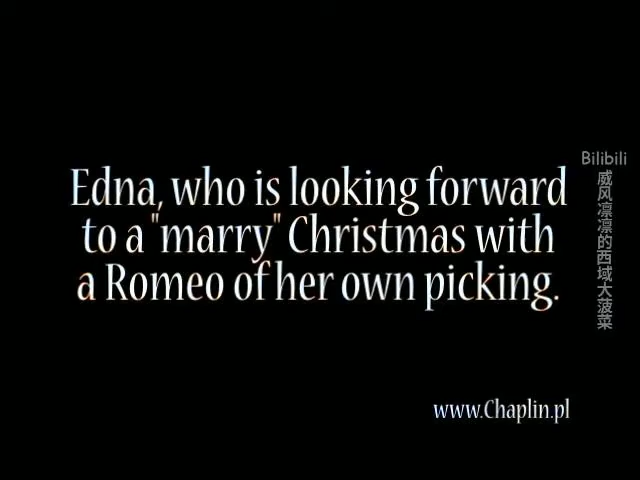 Edna, who is looking forward
to a "marry" Christmas with
a Romeo of her own picking.
Bilibili
威风凛凛的西域大菠菜
www.Chaplin.pl